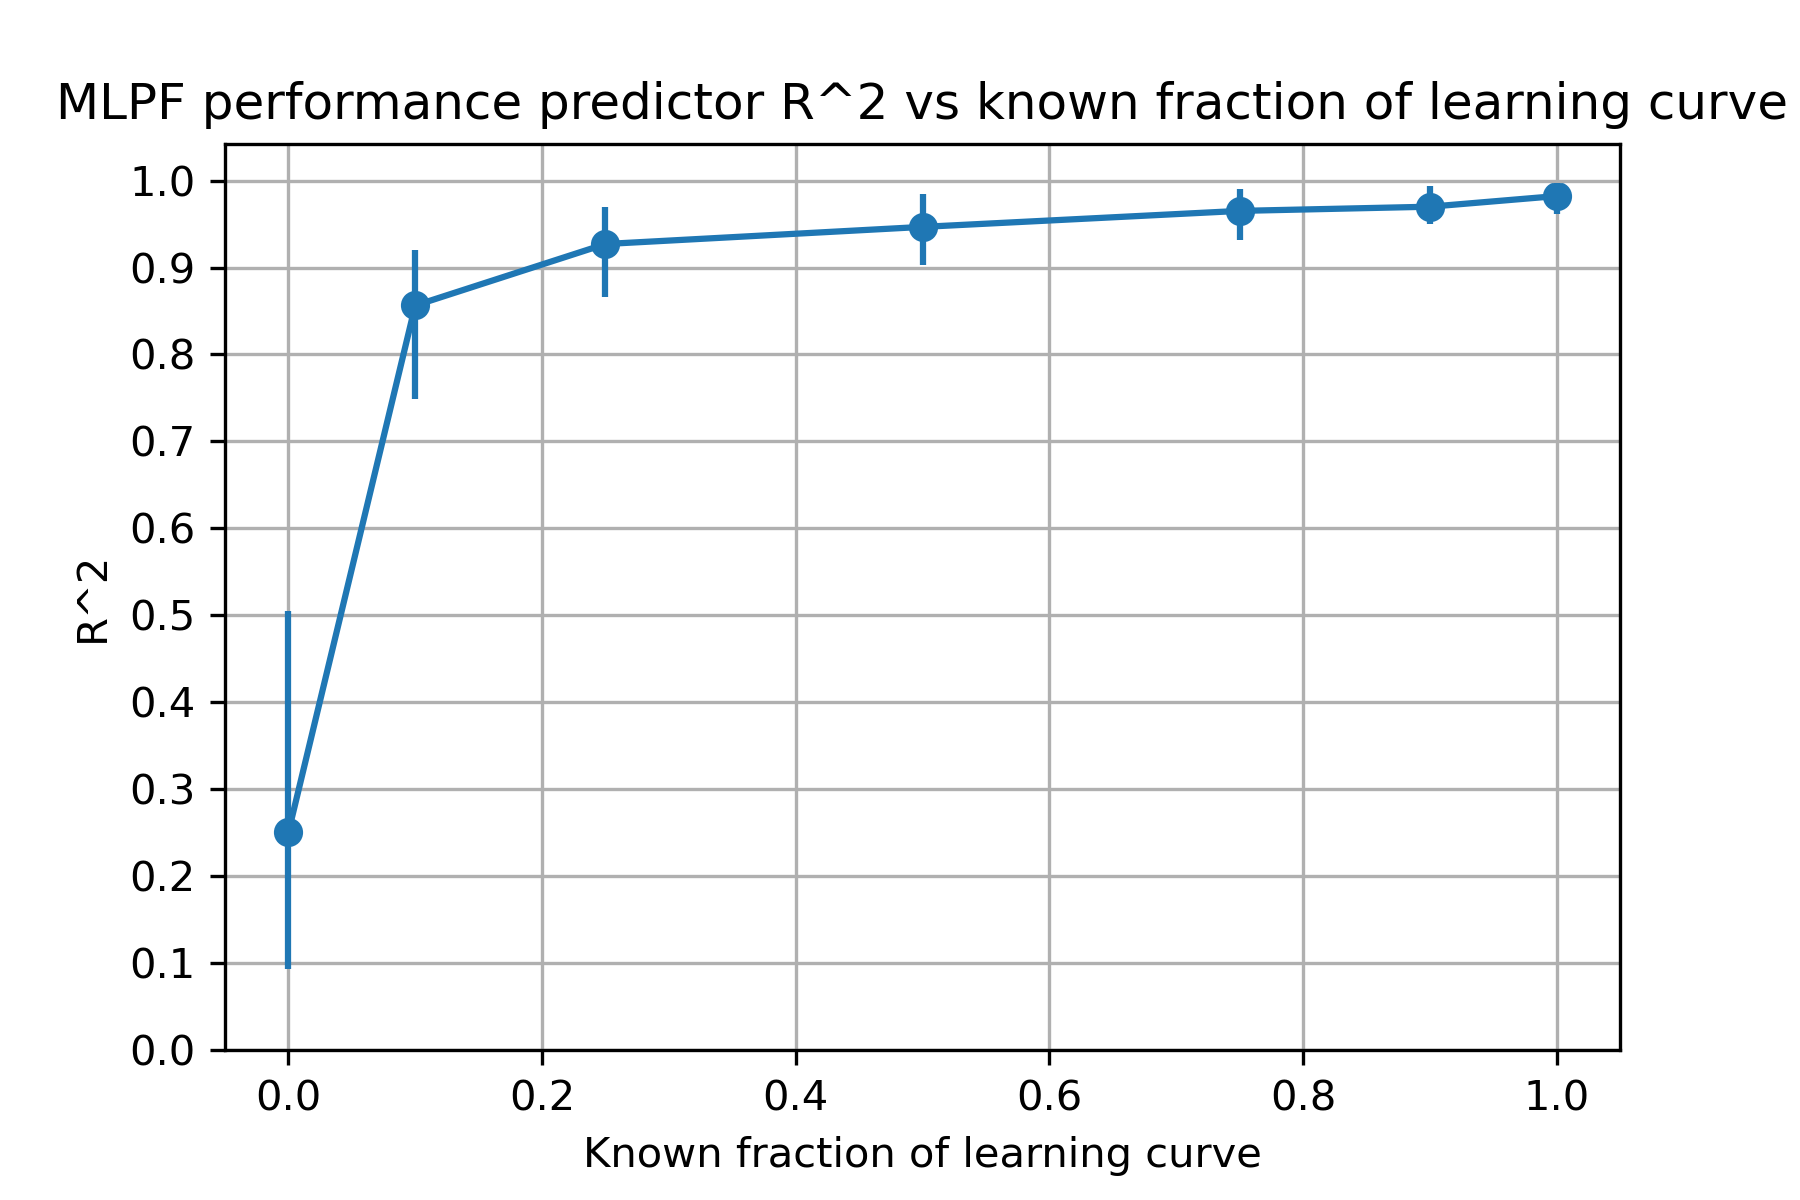 MLPF performance predictor R^2 vs known fraction of learning curve
1.0
0.9
0.8
0.7
0.6
0.5
0.4
0.3
0.2
0.1
0.0
R^2
0.0 0.2 0.4 0.6 0.8 1.0
Known fraction of learning curve